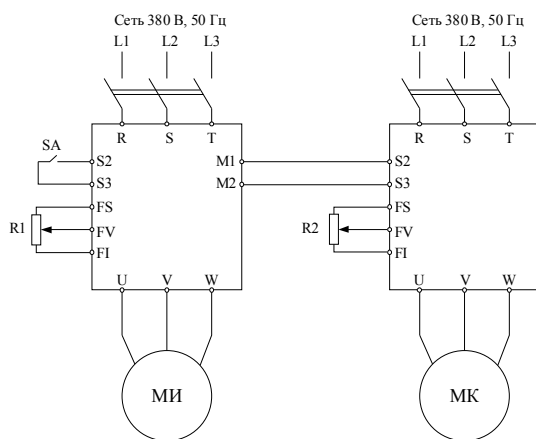 Сеть 380 В, 50 Гц
L1 L2 L3
R S T
SA
S2
S3
FS
R1
FV
FI
M1
M2
U V W
МИ
Сеть 380 В, 50 Гц
L1 L2 L3
R S T
S2
S3
FS
R2
FV
FI
U V W
МК